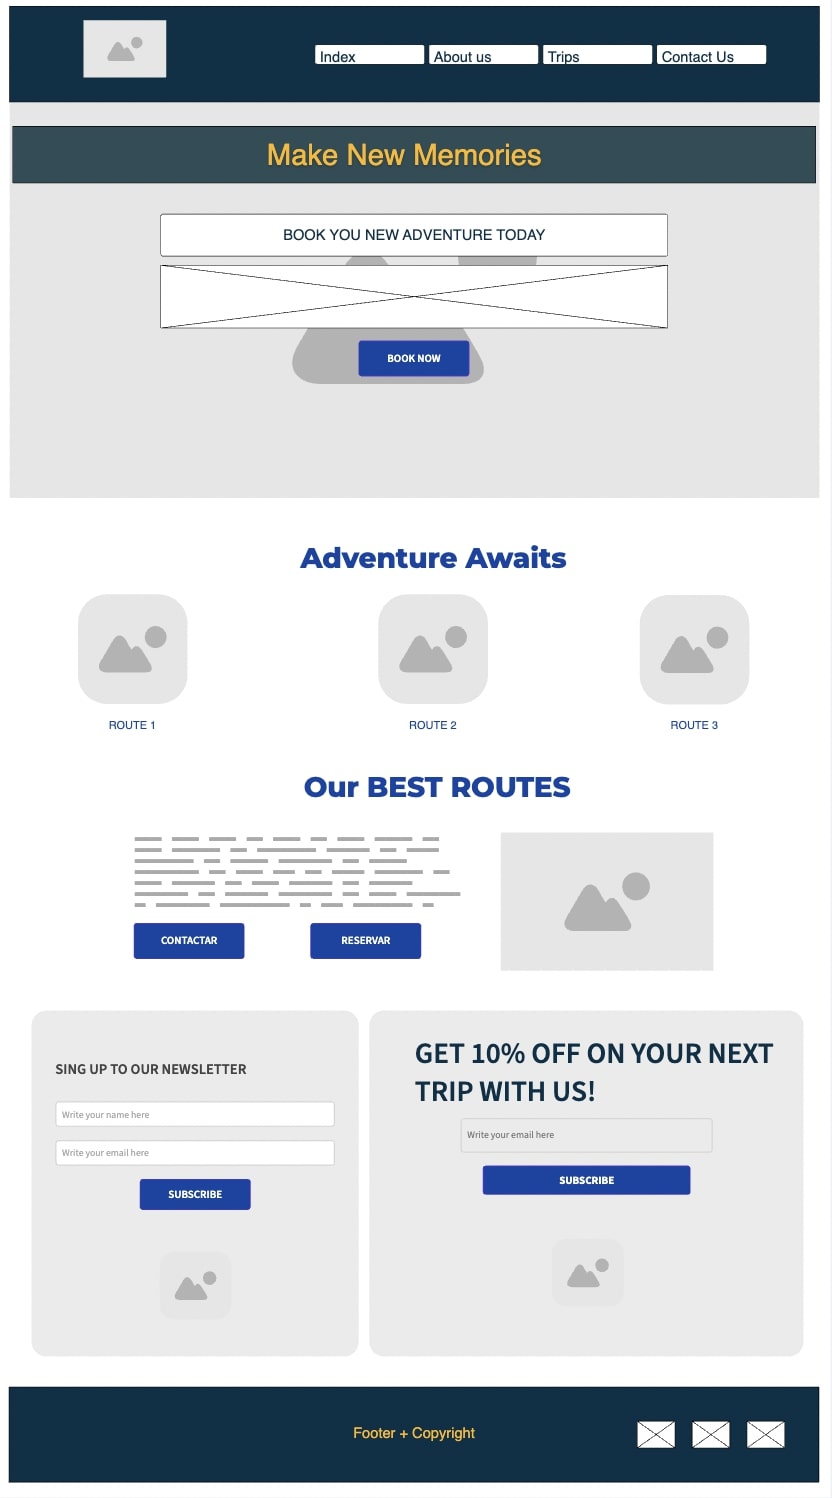 Index
About us
Trips
Contact Us
Make New Memories
BOOK YOU NEW ADVENTURE TODAY
BOOK NOW
Adventure Awaits
ROUTE 1
ROUTE 2
ROUTE 3
Our BEST ROUTES
CONTACTAR
RESERVAR
SING UP TO OUR NEWSLETTER
Write your name here
Write your email here
SUBSCRIBE
GET 10% OFF ON YOUR NEXT
TRIP WITH US!
Write your email here
SUBSCRIBE
Footer + Copyright